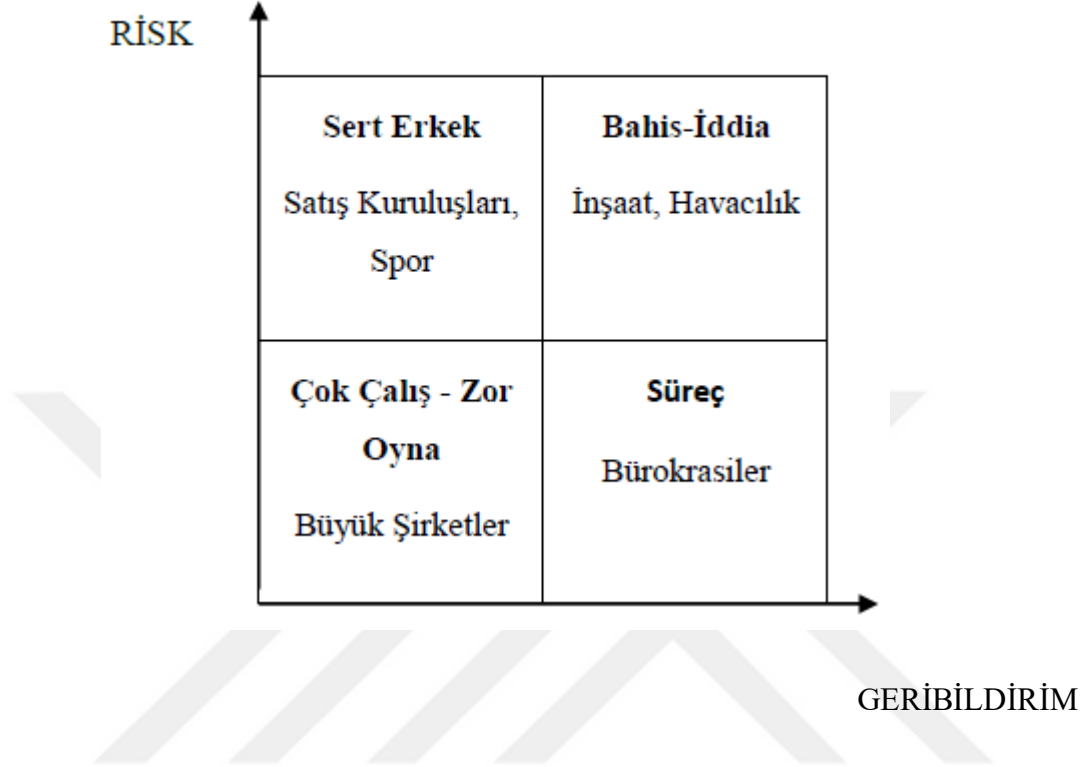 RİSK
Sert Erkek
Satış Kuruluşları,
Spor
Bahis-İddia
İnşaat, Havacılık
Çok Çalış - Zor
Oyna
Büyük Şirketler
Süreç
Bürokrasiler
GERİBİLDİRİM